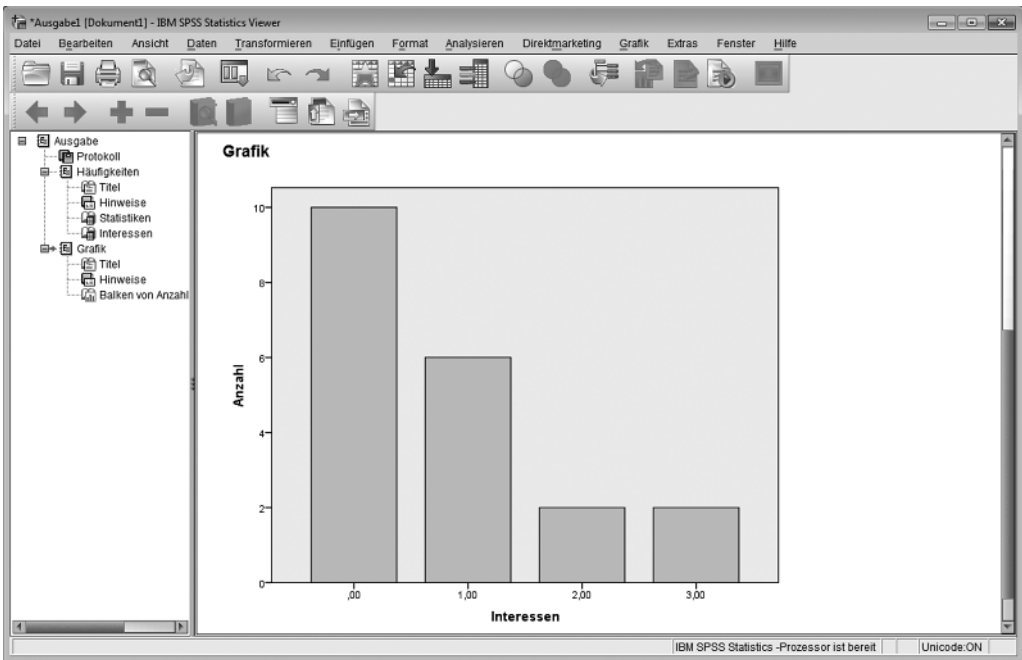 *Ausgabe1 [Dokument1] - IBM SPSS Statistics Viewer
Datei Bearbeiten Ansicht Daten Transformieren Einfügen Format Analysieren Direktmarketing Grafik Extras Fenster Hilfe
Ausgabe
Protokoll
Häufigkeiten
Titel
Hinweise
Statistiken
Interessen
Grafik
Titel
Hinweise
Balken von Anzahl
Grafik
10
8
6
4
2
0
Anzahl
,00 1,00 2,00 3,00
Interessen
IBM SPSS Statistics -Prozessor ist bereit Unicode:ON